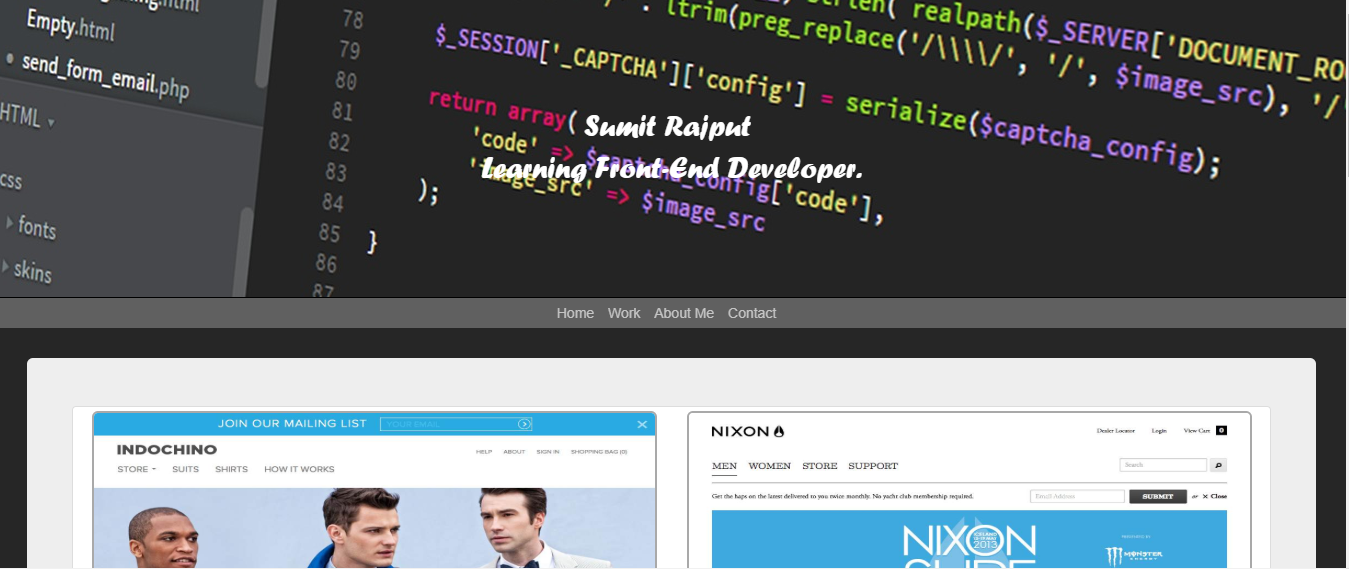 Empty.html
send_form_email.php
HTML
css
fonts
skins
78
79
80
81
82
83
84
85
86
87
ltrim(preg_replace('/\\\\/', '/', $image_src), '/'
realpath($_SERVER['DOCUMENT_RO
$_SESSION['_CAPTCHA']['config'] = serialize($captcha_config);
return array(
'code' => $captcha_config['code'],
'image_src' => $image_src
);
}
Sumit Rajput
Learning Front-End Developer.
Home Work About Me Contact
JOIN OUR MAILING LIST YOUR EMAIL
INDOCHINO
HELP ABOUT SIGN IN SHOPPING BAG (0)
STORE SUITS SHIRTS HOW IT WORKS
NIXON
Dealer Locator Login View Cart 0
MEN WOMEN STORE SUPPORT
Search
Get the haps on the latest delivered to you twice monthly. No yacht club membership required.
Email Address SUBMIT or X Close
NIXON
2013
MONSTER
ENERGY